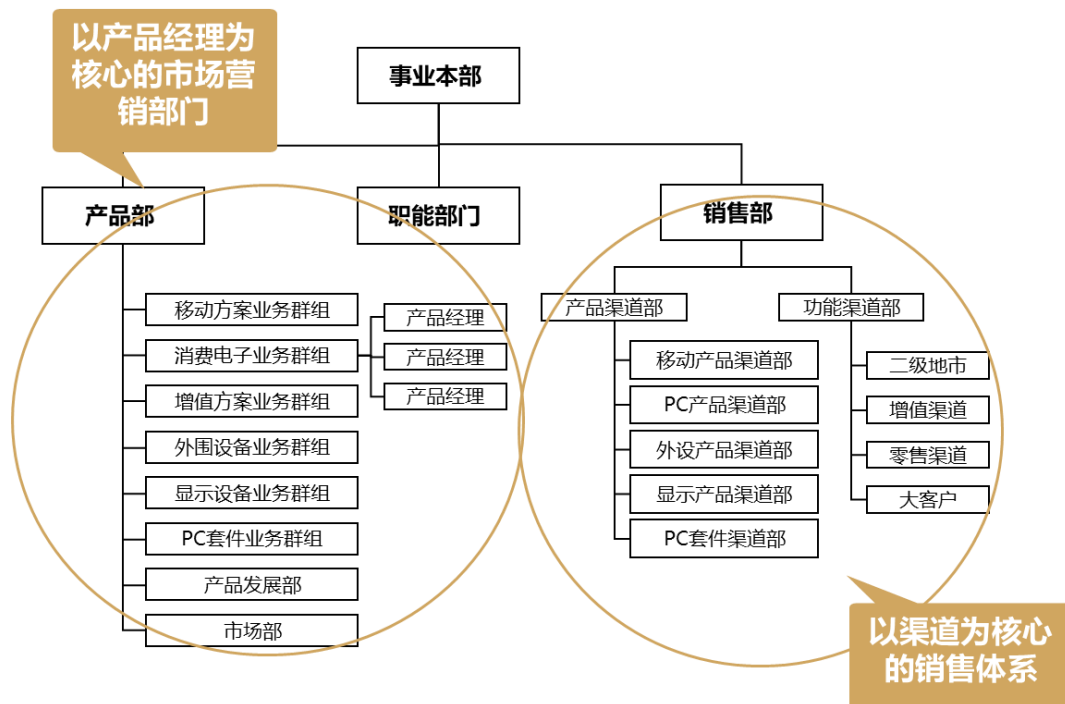 以产品经理为
核心的市场营
销部门
事业本部
产品部
职能部门
销售部
移动方案业务群组
消费电子业务群组
增值方案业务群组
外围设备业务群组
显示设备业务群组
PC套件业务群组
产品发展部
市场部
产品经理
产品经理
产品经理
产品渠道部
移动产品渠道部
PC产品渠道部
外设产品渠道部
显示产品渠道部
PC套件渠道部
功能渠道部
二级地市
增值渠道
零售渠道
大客户
以渠道为核心
的销售体系